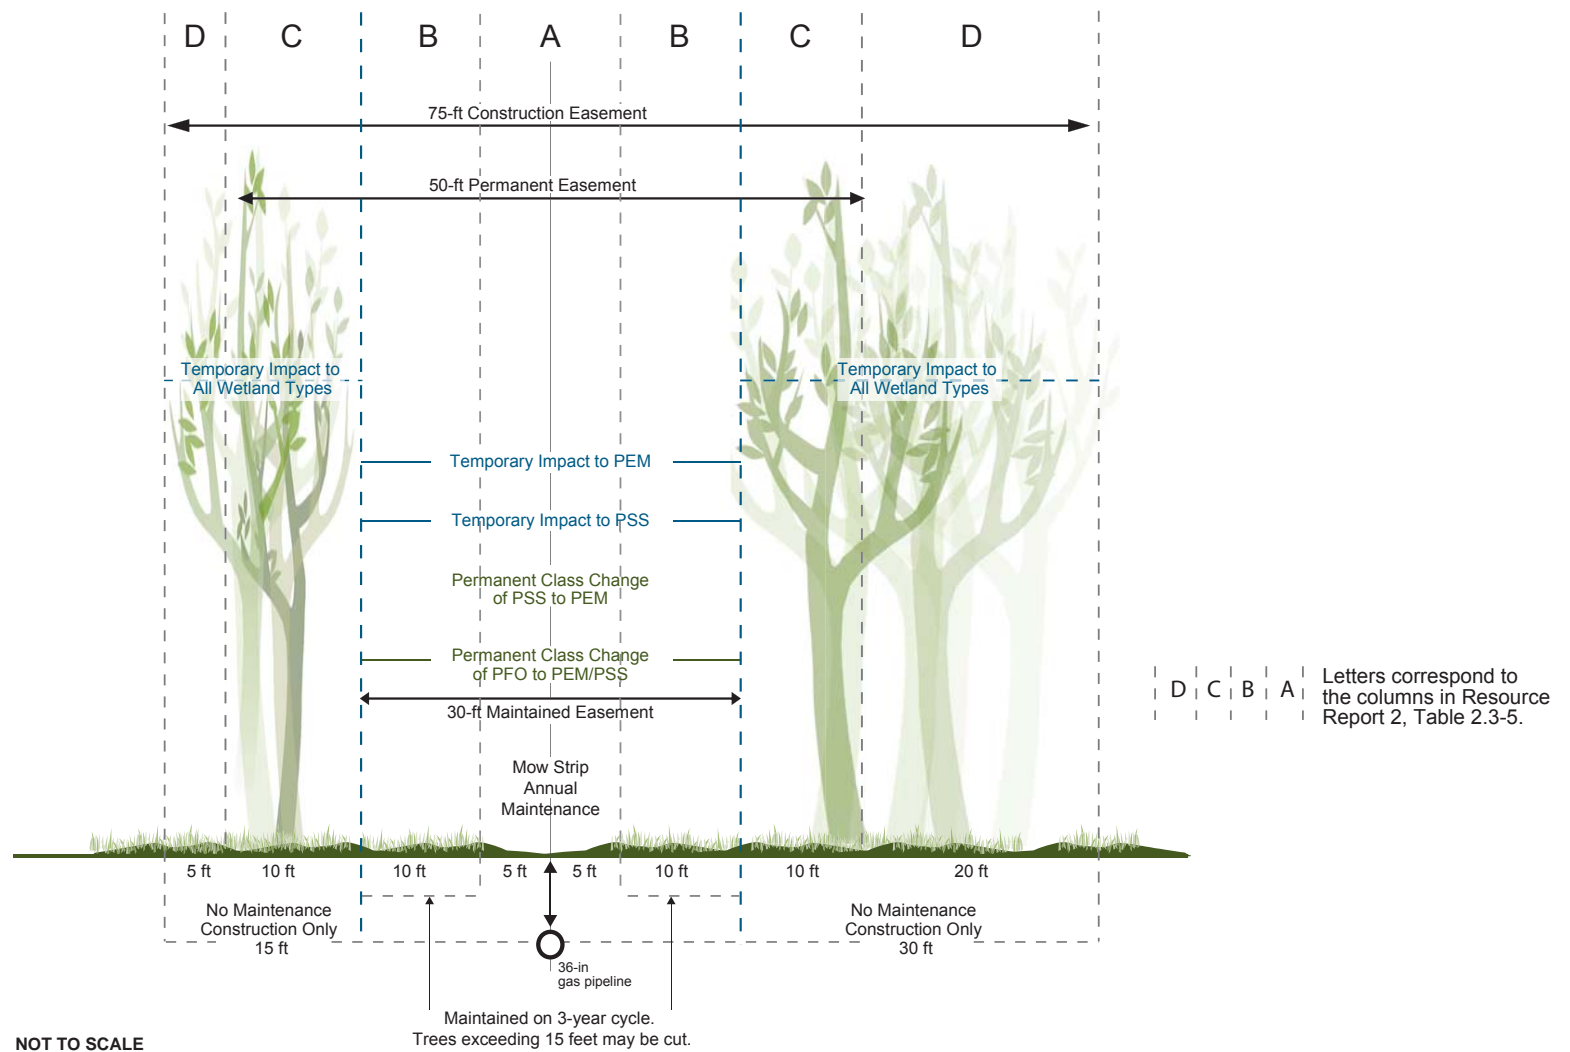 D C B A B C D
75-ft Construction Easement
50-ft Permanent Easement
Temporary Impact to
All Wetland Types
Temporary Impact to
All Wetland Types
Temporary Impact to PEM
Temporary Impact to PSS
Permanent Class Change
of PSS to PEM
Permanent Class Change
of PFO to PEM/PSS
30-ft Maintained Easement
D C B A
Letters correspond to
the columns in Resource
Report 2, Table 2.3-5.
Mow Strip
Annual
Maintenance
5 ft 10 ft 10 ft 5 ft 5 ft 10 ft 10 ft 20 ft
No Maintenance
Construction Only
15 ft
No Maintenance
Construction Only
30 ft
36-in
gas pipeline
Maintained on 3-year cycle.
Trees exceeding 15 feet may be cut.
NOT TO SCALE